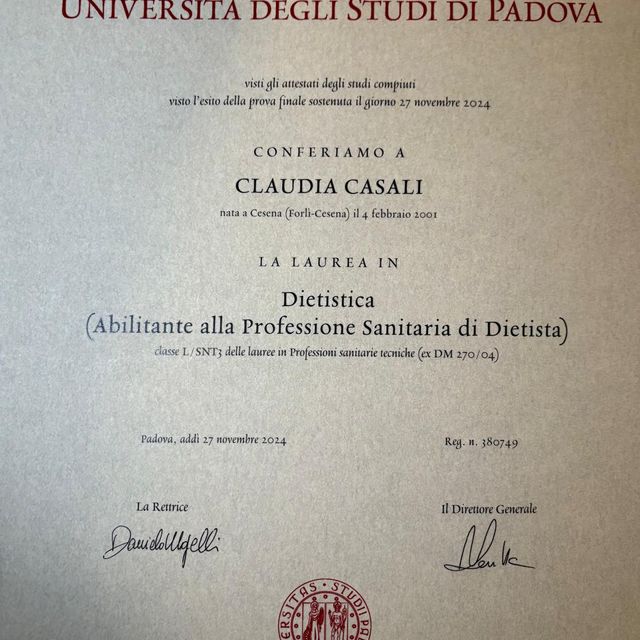 UNIVERSITÀ DEGLI STUDI DI PADOVA
visti gli attestati degli studi compiuti
visto l'esito della prova finale sostenuta il giorno 27 novembre 2024
CONFERIAMO A
CLAUDIA CASALI
nata a Cesena (Forlì-Cesena) il 4 febbraio 2001
LA LAUREA IN
Dietistica
(Abilitante alla Professione Sanitaria di Dietista)
classe L/SNT3 delle lauree in Professioni sanitarie tecniche (ex DM 270/04)
Padova, addì 27 novembre 2024
Reg. n. 380749
La Rettrice
Il Direttore Generale
ERSITAS · STUDII PA